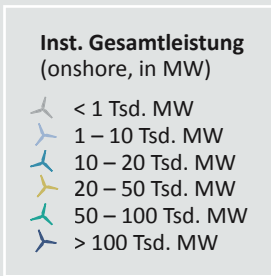 Inst. Gesamtleistung
(onshore, in MW)
< 1 Tsd. MW
1 – 10 Tsd. MW
10 – 20 Tsd. MW
20 – 50 Tsd. MW
50 – 100 Tsd. MW
> 100 Tsd. MW